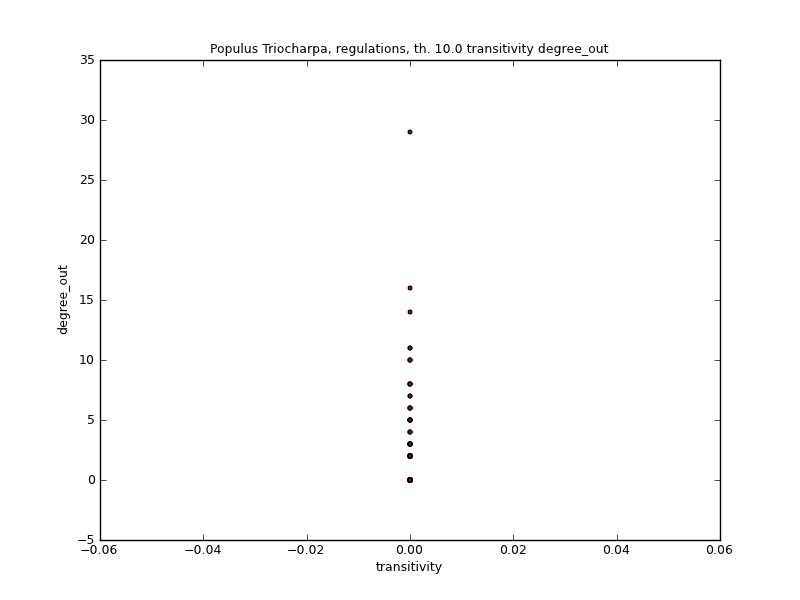 Populus Triocharpa, regulations, th. 10.0 transitivity degree_out
35
30
25
20
15
10
5
0
−5
degree_out
−0.06 −0.04 −0.02 0.00 0.02 0.04 0.06
transitivity